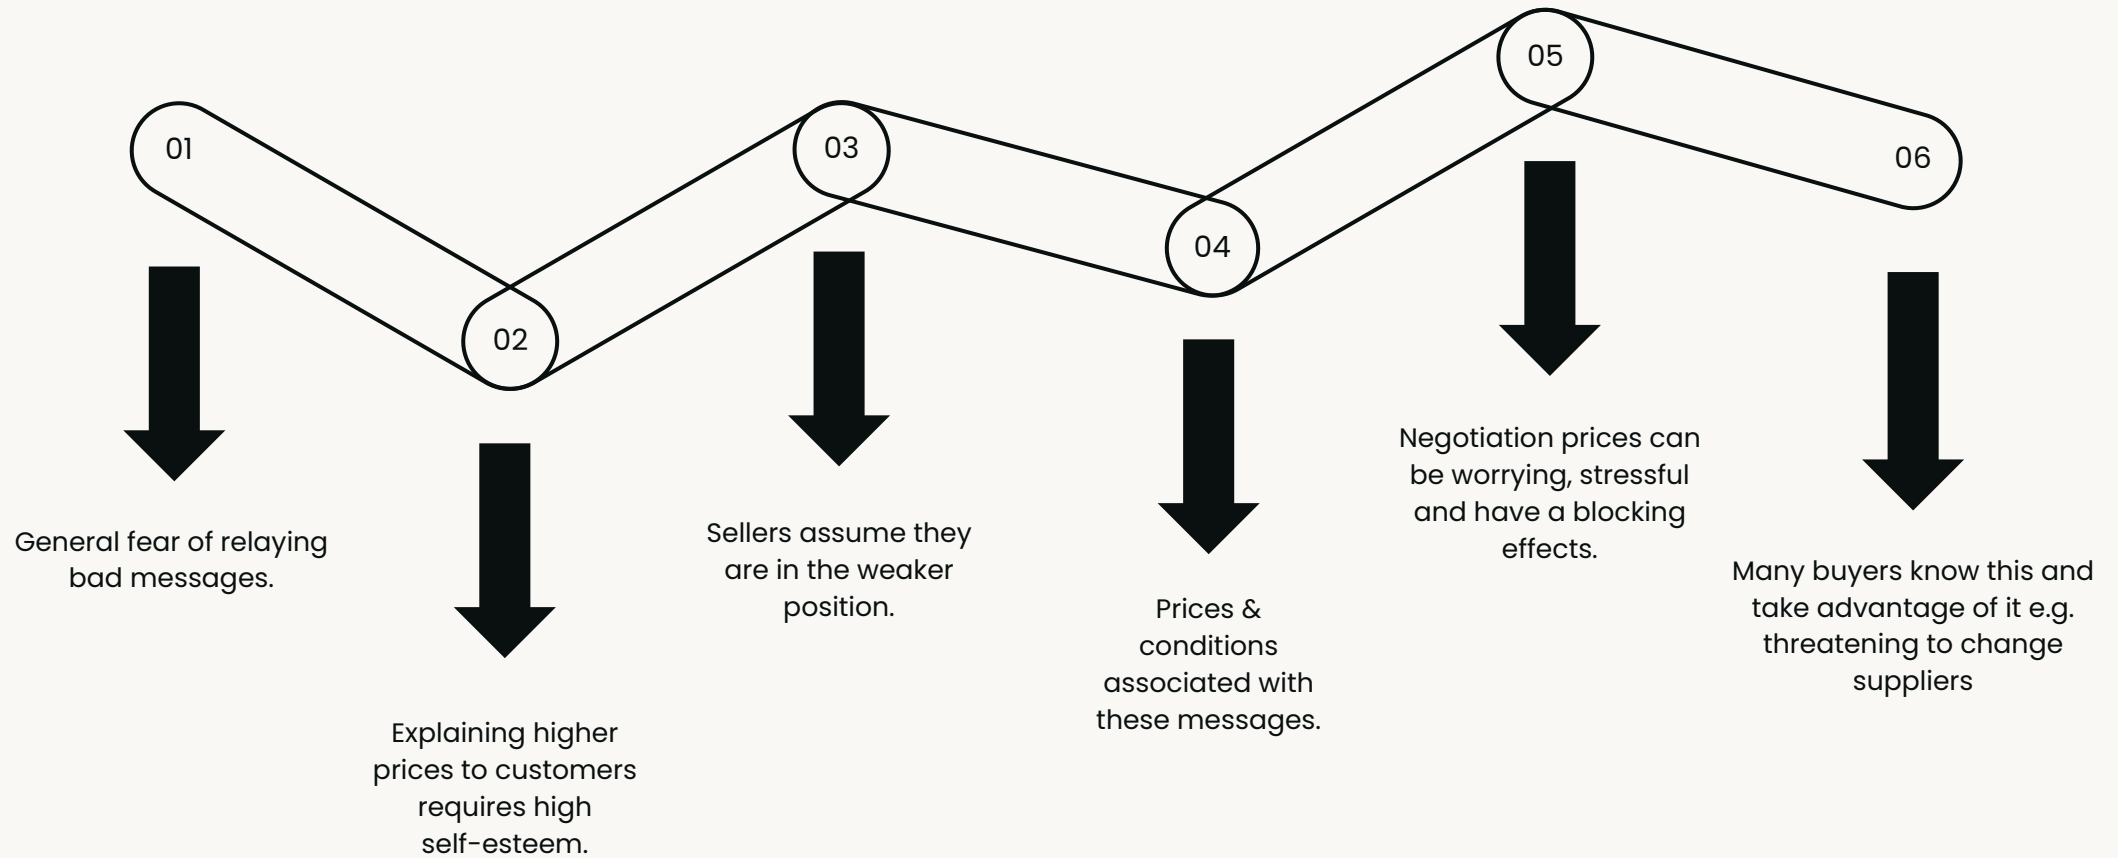 01
General fear of relaying
bad messages.
02
Explaining higher
prices to customers
requires high
self-esteem.
03
Sellers assume they
are in the weaker
position.
04
Prices &
conditions
associated with
these messages.
05
Negotiation prices can
be worrying, stressful
and have a blocking
effects.
06
Many buyers know this and
take advantage of it e.g.
threatening to change
suppliers